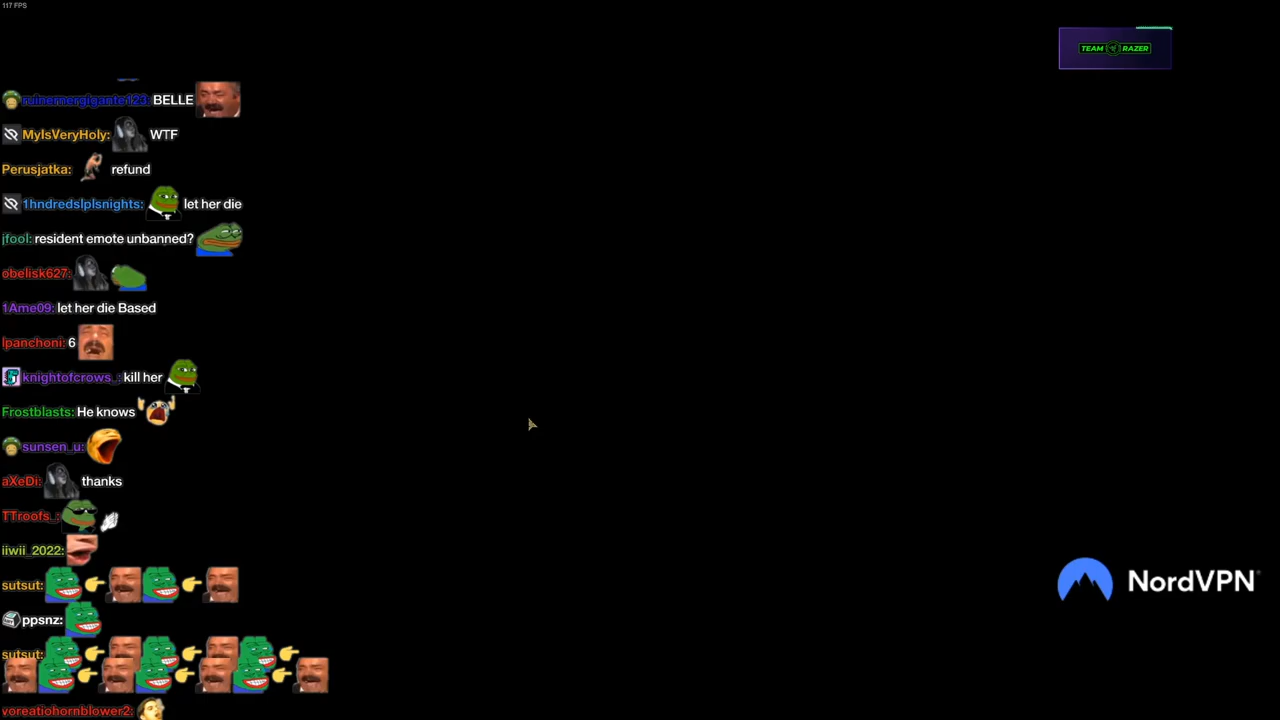 117 FPS
TEAM RAZER
ruinernergigante123: BELLE
MyIsVeryHoly: WTF
Perusjatka: refund
1hndredslplsnights: let her die
jfool: resident emote unbanned?
obelisk627:
1Ame09: let her die Based
lpanchoni: 6
knightofcrows_: kill her
Frostblasts: He knows
sunsen_u:
aXeDi: thanks
TTroofs_:
iiwii_2022:
sutsut:
ppsnz:
NordVPN®
sutsut:
voreatiohornblower2: